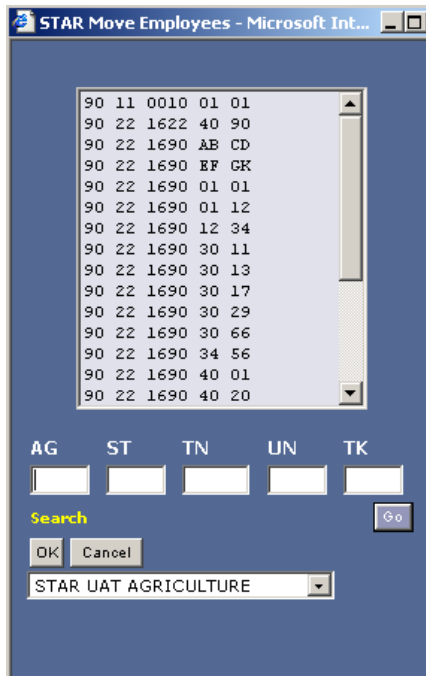 STAR Move Employees - Microsoft Int...
90 11 0010 01 01
90 22 1622 40 90
90 22 1690 AB CD
90 22 1690 EF GK
90 22 1690 01 01
90 22 1690 01 12
90 22 1690 12 34
90 22 1690 30 11
90 22 1690 30 13
90 22 1690 30 17
90 22 1690 30 29
90 22 1690 30 66
90 22 1690 34 56
90 22 1690 40 01
90 22 1690 40 20
AG ST TN UN TK
Search Go
OK Cancel
STAR UAT AGRICULTURE